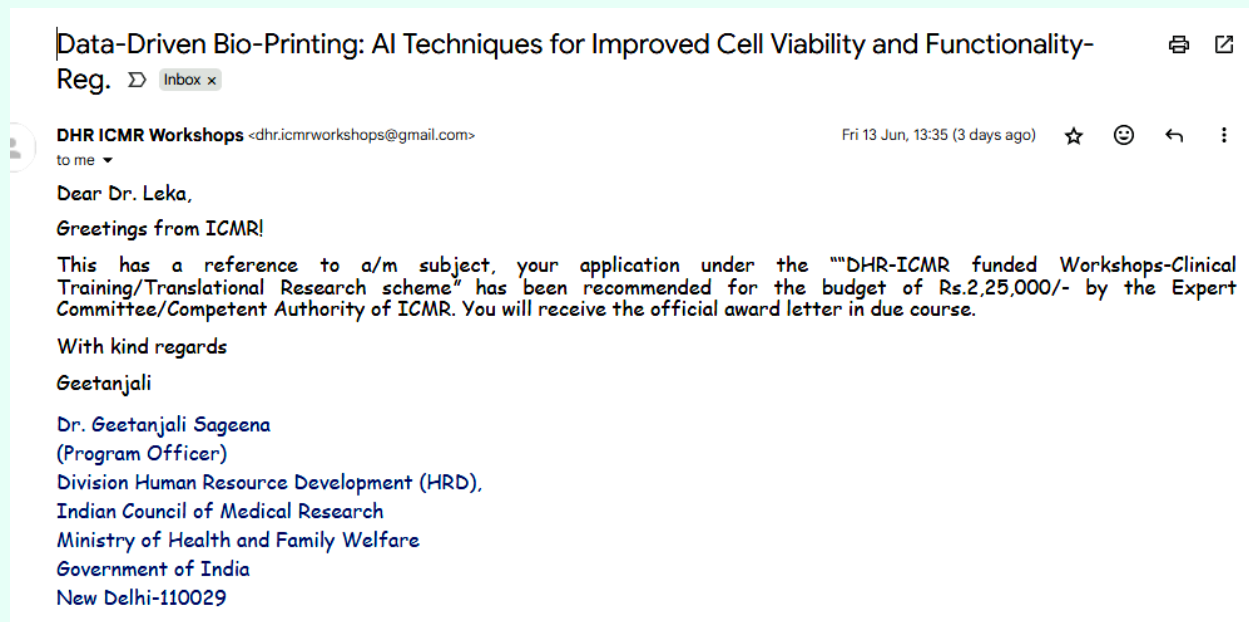 Data-Driven Bio-Printing: AI Techniques for Improved Cell Viability and Functionality-
Reg. Inbox ×
DHR ICMR Workshops <dhr.icmrworkshops@gmail.com> Fri 13 Jun, 13:35 (3 days ago)
to me
Dear Dr. Leka,
Greetings from ICMR!
This has a reference to a/m subject, your application under the ““DHR-ICMR funded Workshops-Clinical
Training/Translational Research scheme” has been recommended for the budget of Rs.2,25,000/- by the Expert
Committee/Competent Authority of ICMR. You will receive the official award letter in due course.
With kind regards
Geetanjali
Dr. Geetanjali Sageena
(Program Officer)
Division Human Resource Development (HRD),
Indian Council of Medical Research
Ministry of Health and Family Welfare
Government of India
New Delhi-110029